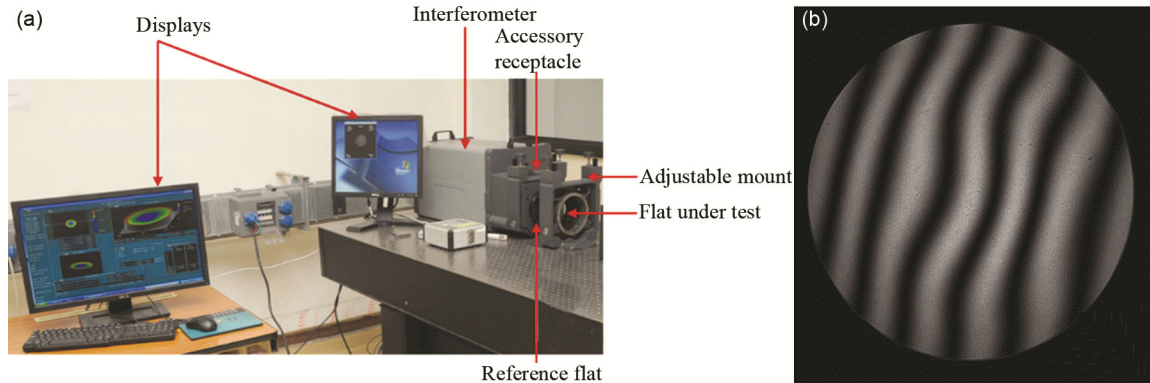 (a)
Displays
Interferometer
Accessory
receptacle
Adjustable mount
Flat under test
Reference flat
(b)